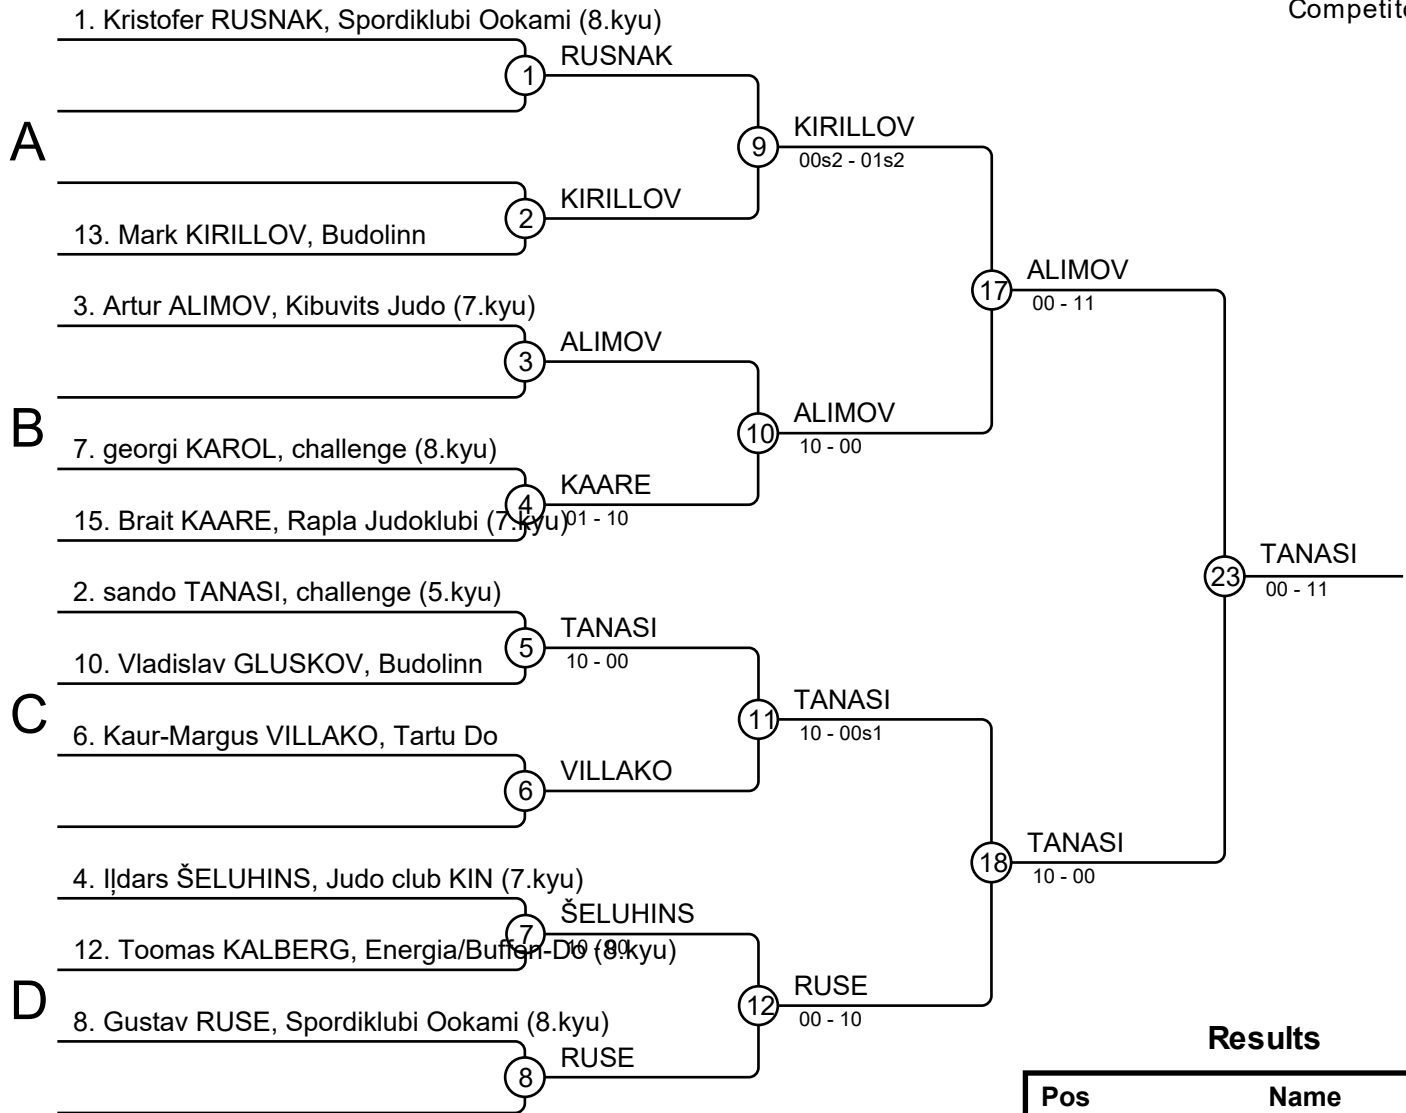 Competito
1. Kristofer RUSNAK, Spordiklubi Ookami (8.kyu)
1
RUSNAK
A
9
KIRILLOV
00s2 - 01s2
2
KIRILLOV
13. Mark KIRILLOV, Budolinn
17
ALIMOV
00 - 11
3. Artur ALIMOV, Kibuvits Judo (7.kyu)
3
ALIMOV
B
10
ALIMOV
10 - 00
7. georgi KAROL, challenge (8.kyu)
4
KAARE
01 - 10
15. Brait KAARE, Rapla Judoklubi (7.kyu)
23
TANASI
00 - 11
2. sando TANASI, challenge (5.kyu)
5
TANASI
10 - 00
10. Vladislav GLUSKOV, Budolinn
C
11
TANASI
10 - 00s1
6. Kaur-Margus VILLAKO, Tartu Do
6
VILLAKO
18
TANASI
10 - 00
4. Iļdars ŠELUHINS, Judo club KIN (7.kyu)
7
ŠELUHINS
10 - 00
12. Toomas KALBERG, Energia/Buffen-Do (8.kyu)
D
12
RUSE
00 - 10
8. Gustav RUSE, Spordiklubi Ookami (8.kyu)
8
RUSE
Results
Pos Name